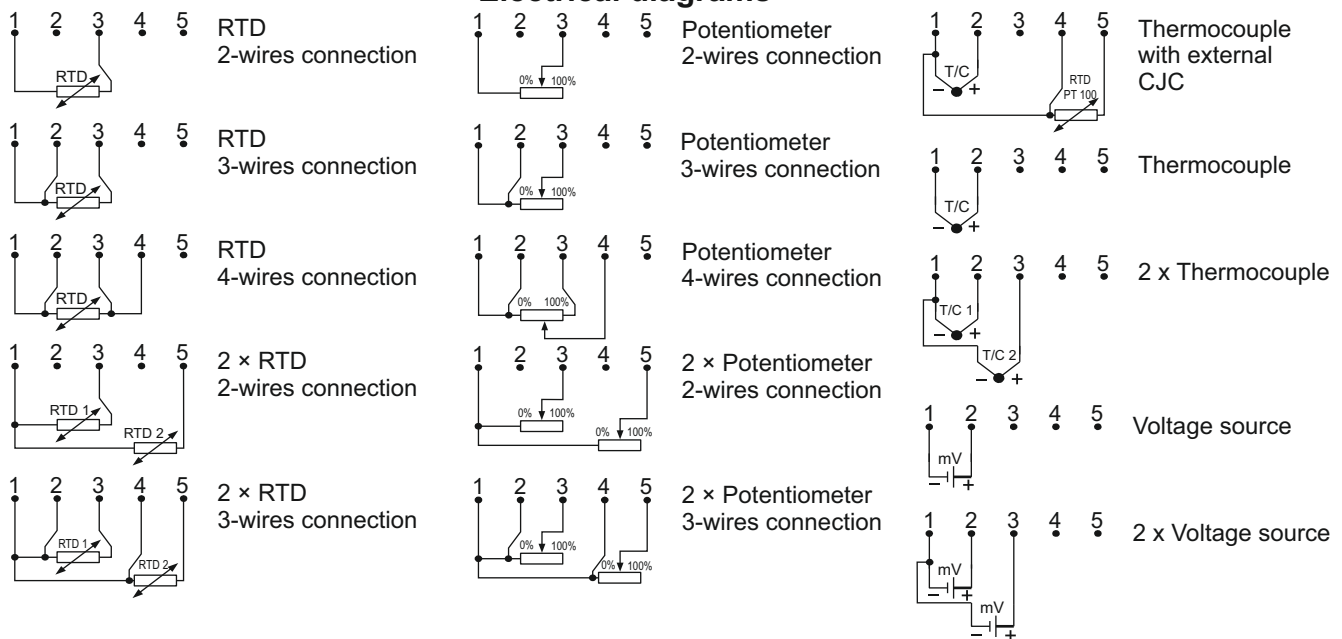 1 2 3 4 5
RTD
2-wires connection
RTD
1 2 3 4 5
RTD
3-wires connection
RTD
1 2 3 4 5
RTD
4-wires connection
RTD
1 2 3 4 5
2 × RTD
2-wires connection
RTD 1
RTD 2
1 2 3 4 5
2 × RTD
3-wires connection
RTD 1
RTD 2
1 2 3 4 5
Potentiometer
2-wires connection
0% 100%
1 2 3 4 5
Potentiometer
3-wires connection
0% 100%
1 2 3 4 5
Potentiometer
4-wires connection
0% 100%
1 2 3 4 5
2 × Potentiometer
2-wires connection
0% 100%
0% 100%
1 2 3 4 5
2 × Potentiometer
3-wires connection
0% 100%
0% 100%
1 2 3 4 5
Thermocouple
with external
CJC
T/C
– +
RTD
PT 100
1 2 3 4 5
Thermocouple
T/C
– +
1 2 3 4 5
2 x Thermocouple
T/C 1
– +
T/C 2
– +
1 2 3 4 5
Voltage source
mV
– +
1 2 3 4 5
2 x Voltage source
mV
– +
mV
– +